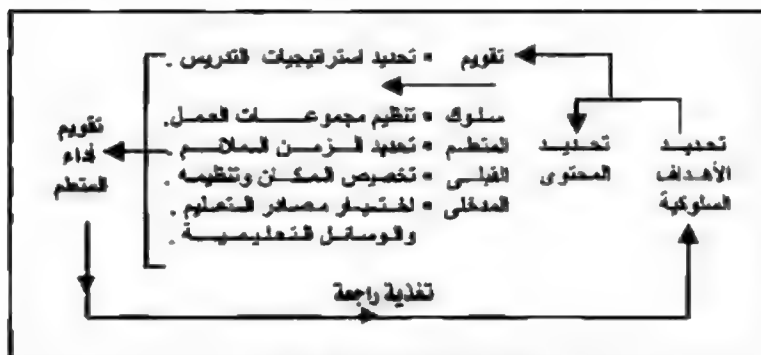 تقويم • تحديد استراتيجيات التدريس .
سلوك • تنظيم مجموعات العمل.
المتعلم • تحديد الزمن الملائم .
القبلي • تخصيص المكان وتنظيمه .
المدخلي • اختيار مصادر التعليم .
والوسائل التعليمية .
تحديد
الأهداف
السلوكية
تحديد
المحتوى
تقويم
أداء
المتعلم
تغذية راجعة